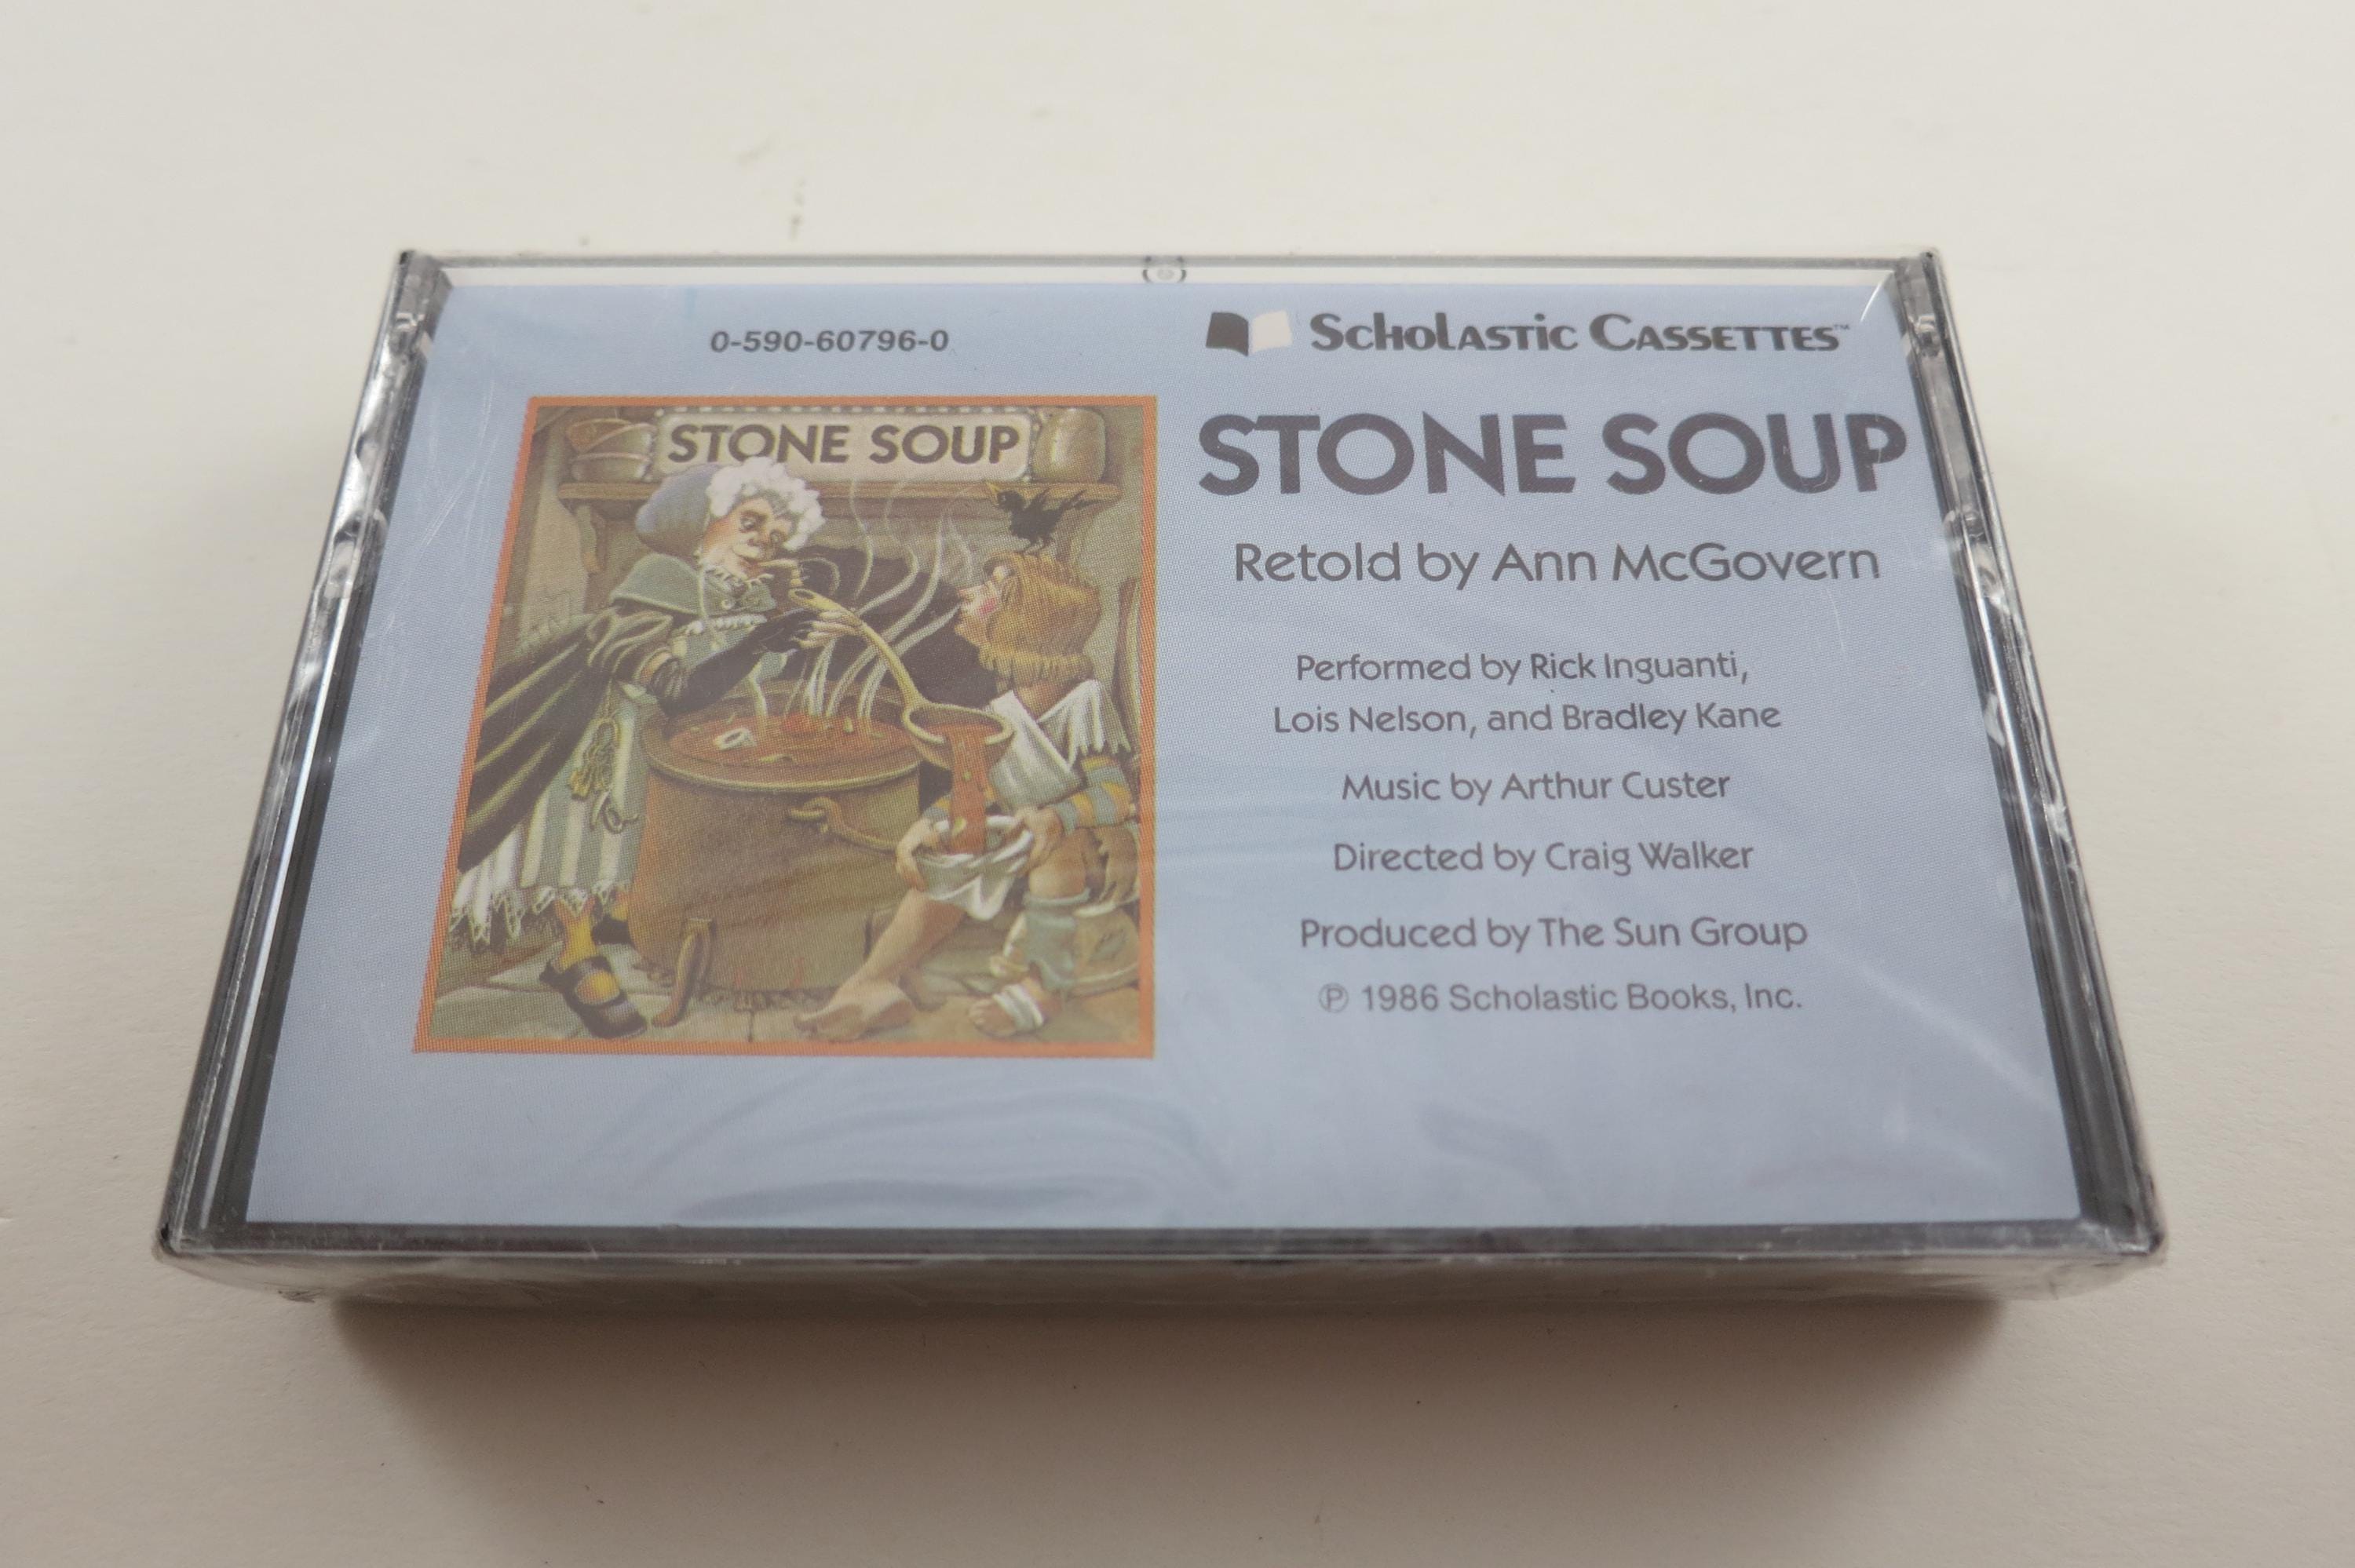 0-590-60796-0
Scholastic Cassettes™
STONE SOUP
STONE SOUP
Retold by Ann McGovern
Performed by Rick Inguanti,
Lois Nelson, and Bradley Kane
Music by Arthur Custer
Directed by Craig Walker
Produced by The Sun Group
℗ 1986 Scholastic Books, Inc.